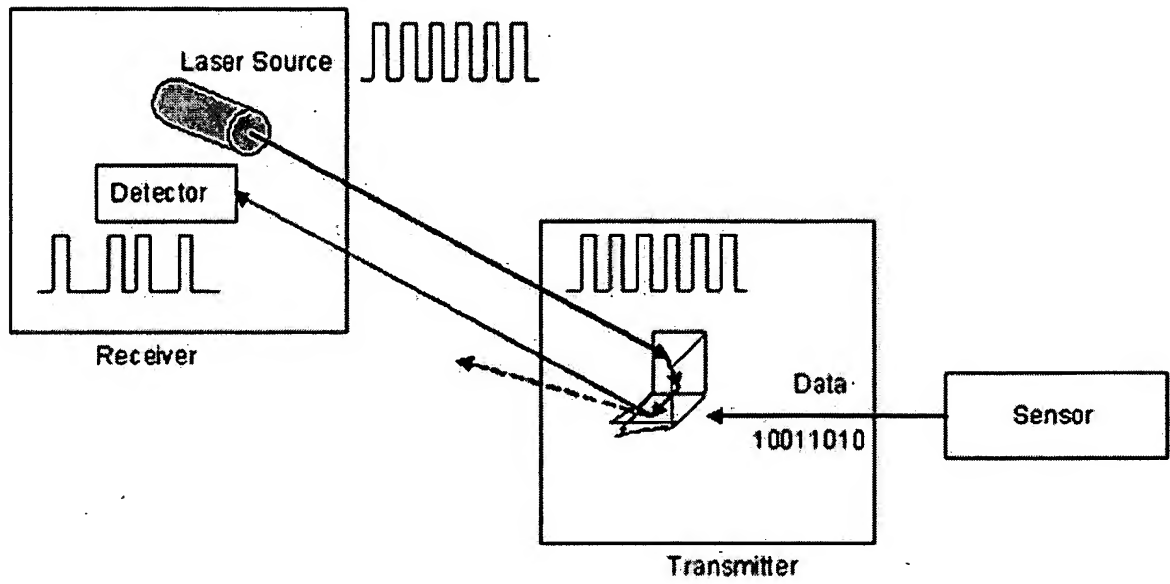 Laser Source
Detector
Receiver
Data
10011010
Sensor
Transmitter